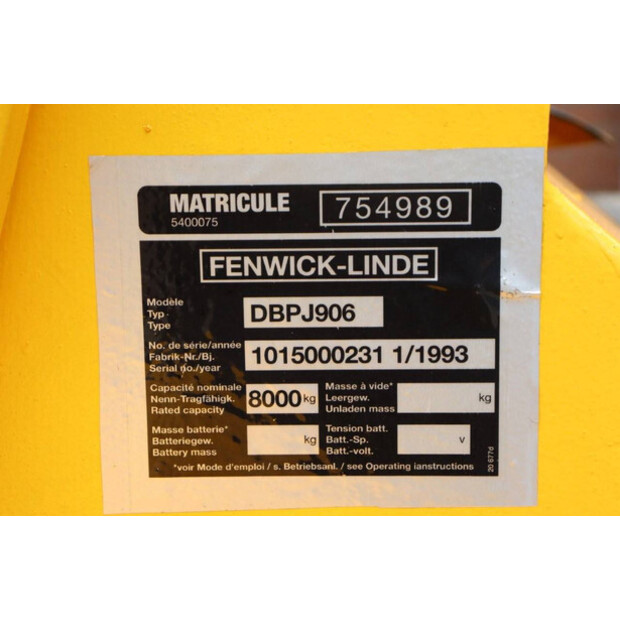 MATRICULE 754989
5400075
FENWICK-LINDE
Modèle
Typ-
Type
DBPJ906
No. de série/année
Fabrik-Nr./Bj.
Serial no./year
1015000231 1/1993
Capacité nominale
Nenn-Tragfähigk.
Rated capacity
8000 kg
Masse à vide*
Leergew.
Unladen mass
kg
Masse batterie*
Batteriegew.
Battery mass
kg
Tension batt.
Batt.-Sp.
Batt.-volt.
v
*voir Mode d'emploi / s. Betriebsanl. / see Operating ianstructions
20 677d